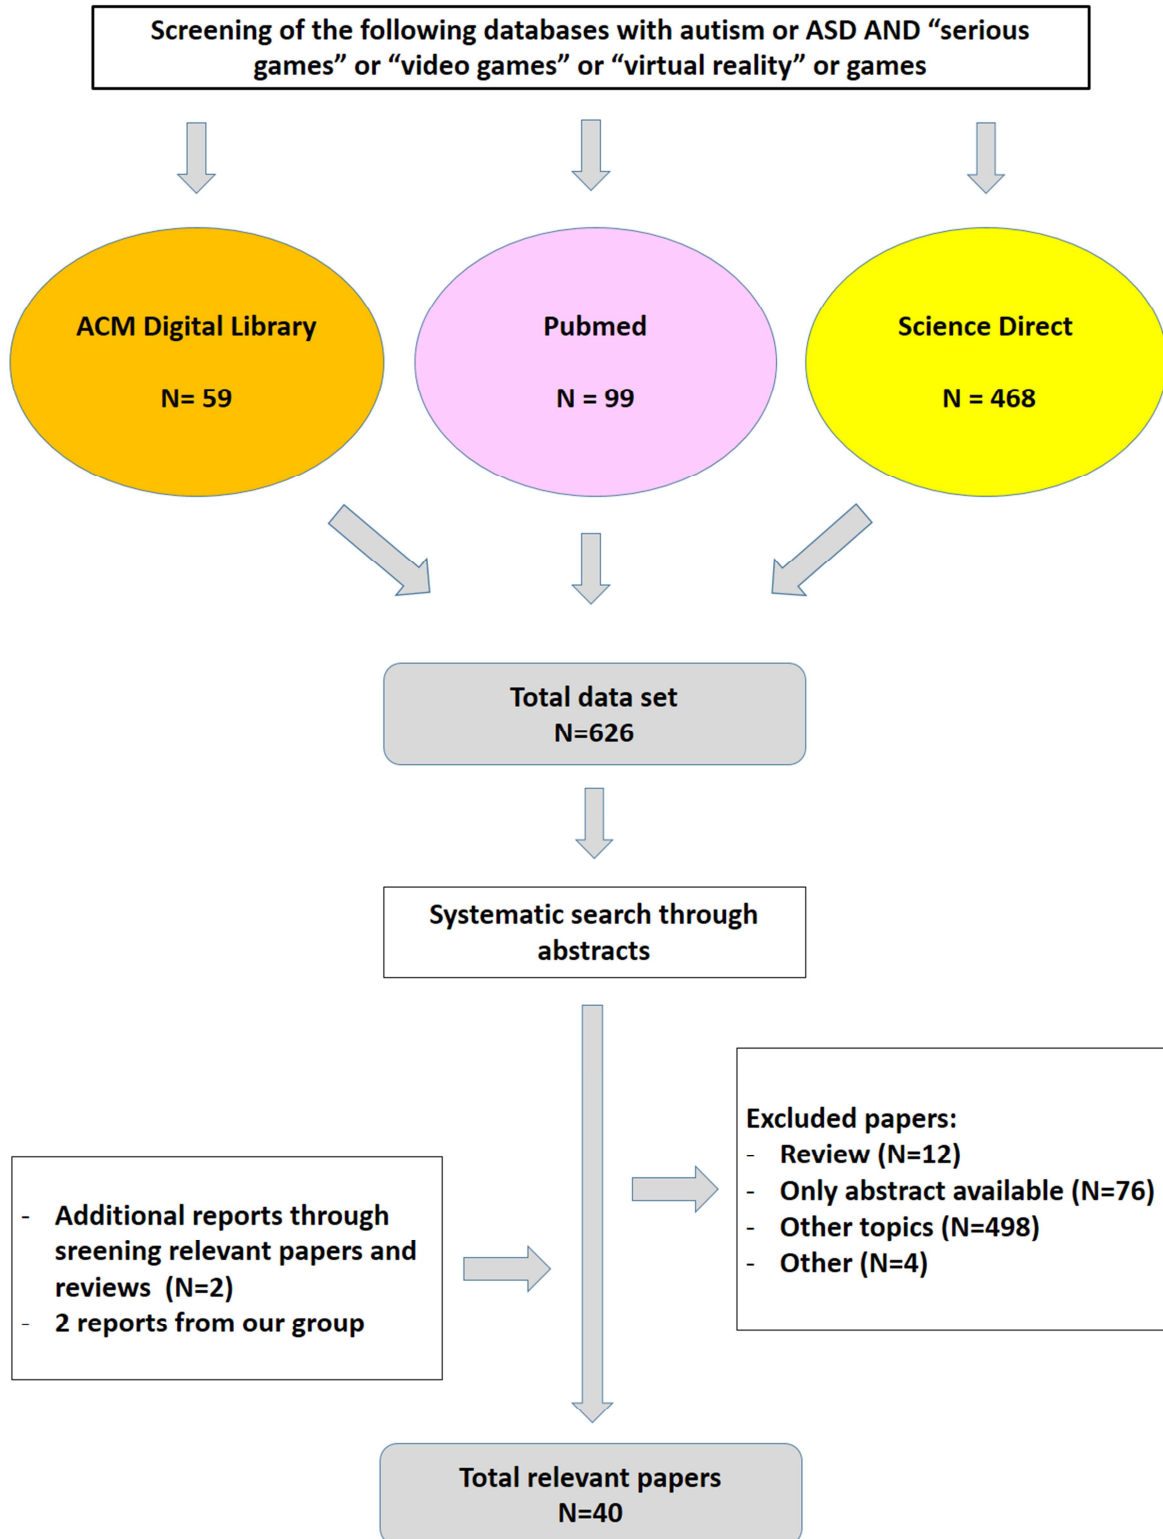 Screening of the following databases with autism or ASD AND “serious
games” or “video games” or “virtual reality” or games
ACM Digital Library
N= 59
Pubmed
N = 99
Science Direct
N = 468
Total data set
N=626
Systematic search through
abstracts
Excluded papers:
- Review (N=12)
- Only abstract available (N=76)
- Other topics (N=498)
- Other (N=4)
- Additional reports through
sreening relevant papers and
reviews (N=2)
- 2 reports from our group
Total relevant papers
N=40